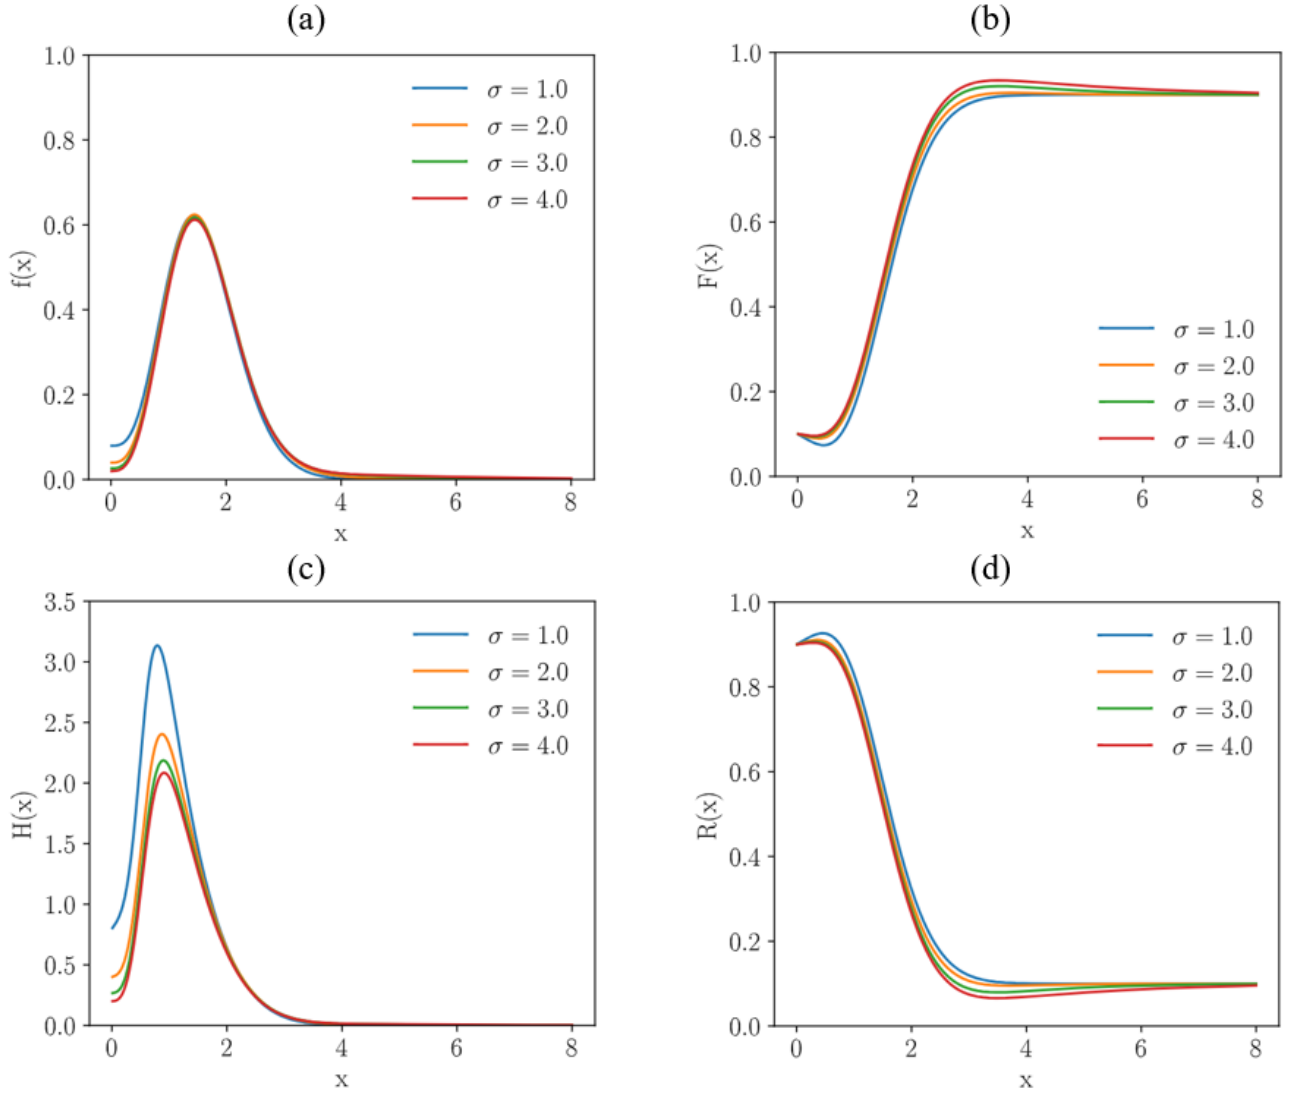 (a)
1.0
0.8
0.6
0.4
0.2
0.0
f(x)
σ = 1.0
σ = 2.0
σ = 3.0
σ = 4.0
0 2 4 6 8
x
(b)
1.0
0.8
0.6
0.4
0.2
0.0
F(x)
σ = 1.0
σ = 2.0
σ = 3.0
σ = 4.0
0 2 4 6 8
x
(c)
3.5
3.0
2.5
2.0
1.5
1.0
0.5
0.0
H(x)
σ = 1.0
σ = 2.0
σ = 3.0
σ = 4.0
0 2 4 6 8
x
(d)
1.0
0.8
0.6
0.4
0.2
0.0
R(x)
σ = 1.0
σ = 2.0
σ = 3.0
σ = 4.0
0 2 4 6 8
x